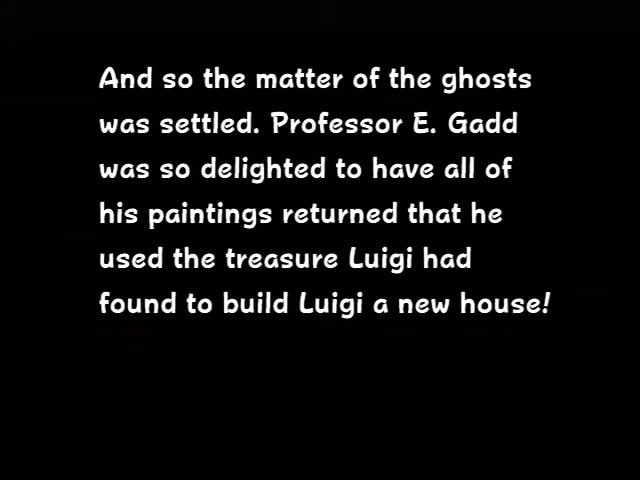 And so the matter of the ghosts
was settled. Professor E. Gadd
was so delighted to have all of
his paintings returned that he
used the treasure Luigi had
found to build Luigi a new house!